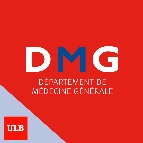 DMG
DÉPARTEMENT DE
MÉDECINE GÉNÉRALE
ULB